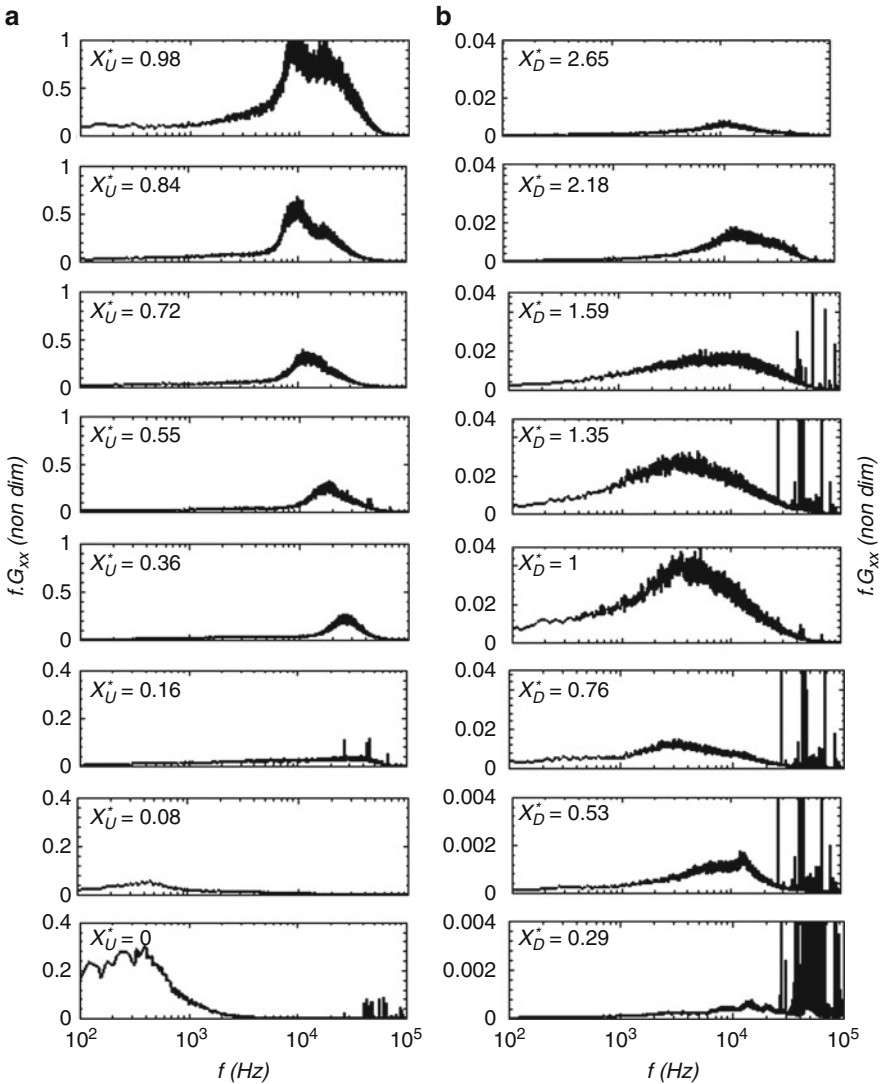 a
1
0.5
0
X*U = 0.98
1
0.5
0
X*U = 0.84
1
0.5
0
X*U = 0.72
1
0.5
0
X*U = 0.55
1
0.5
0
X*U = 0.36
0.4
0.2
0
X*U = 0.16
0.4
0.2
0
X*U = 0.08
0.4
0.2
0
X*U = 0
10^2
10^3
10^4
10^5
f (Hz)
f.Gxx (non dim)
b
0.04
0.02
0
X*D = 2.65
0.04
0.02
0
X*D = 2.18
0.04
0.02
0
X*D = 1.59
0.04
0.02
0
X*D = 1.35
0.04
0.02
0
X*D = 1
0.02
0
X*D = 0.76
0.004
0.002
0
X*D = 0.53
0.004
0.002
0
X*D = 0.29
10^2
10^3
10^4
10^5
f (Hz)
f.Gxx (non dim)